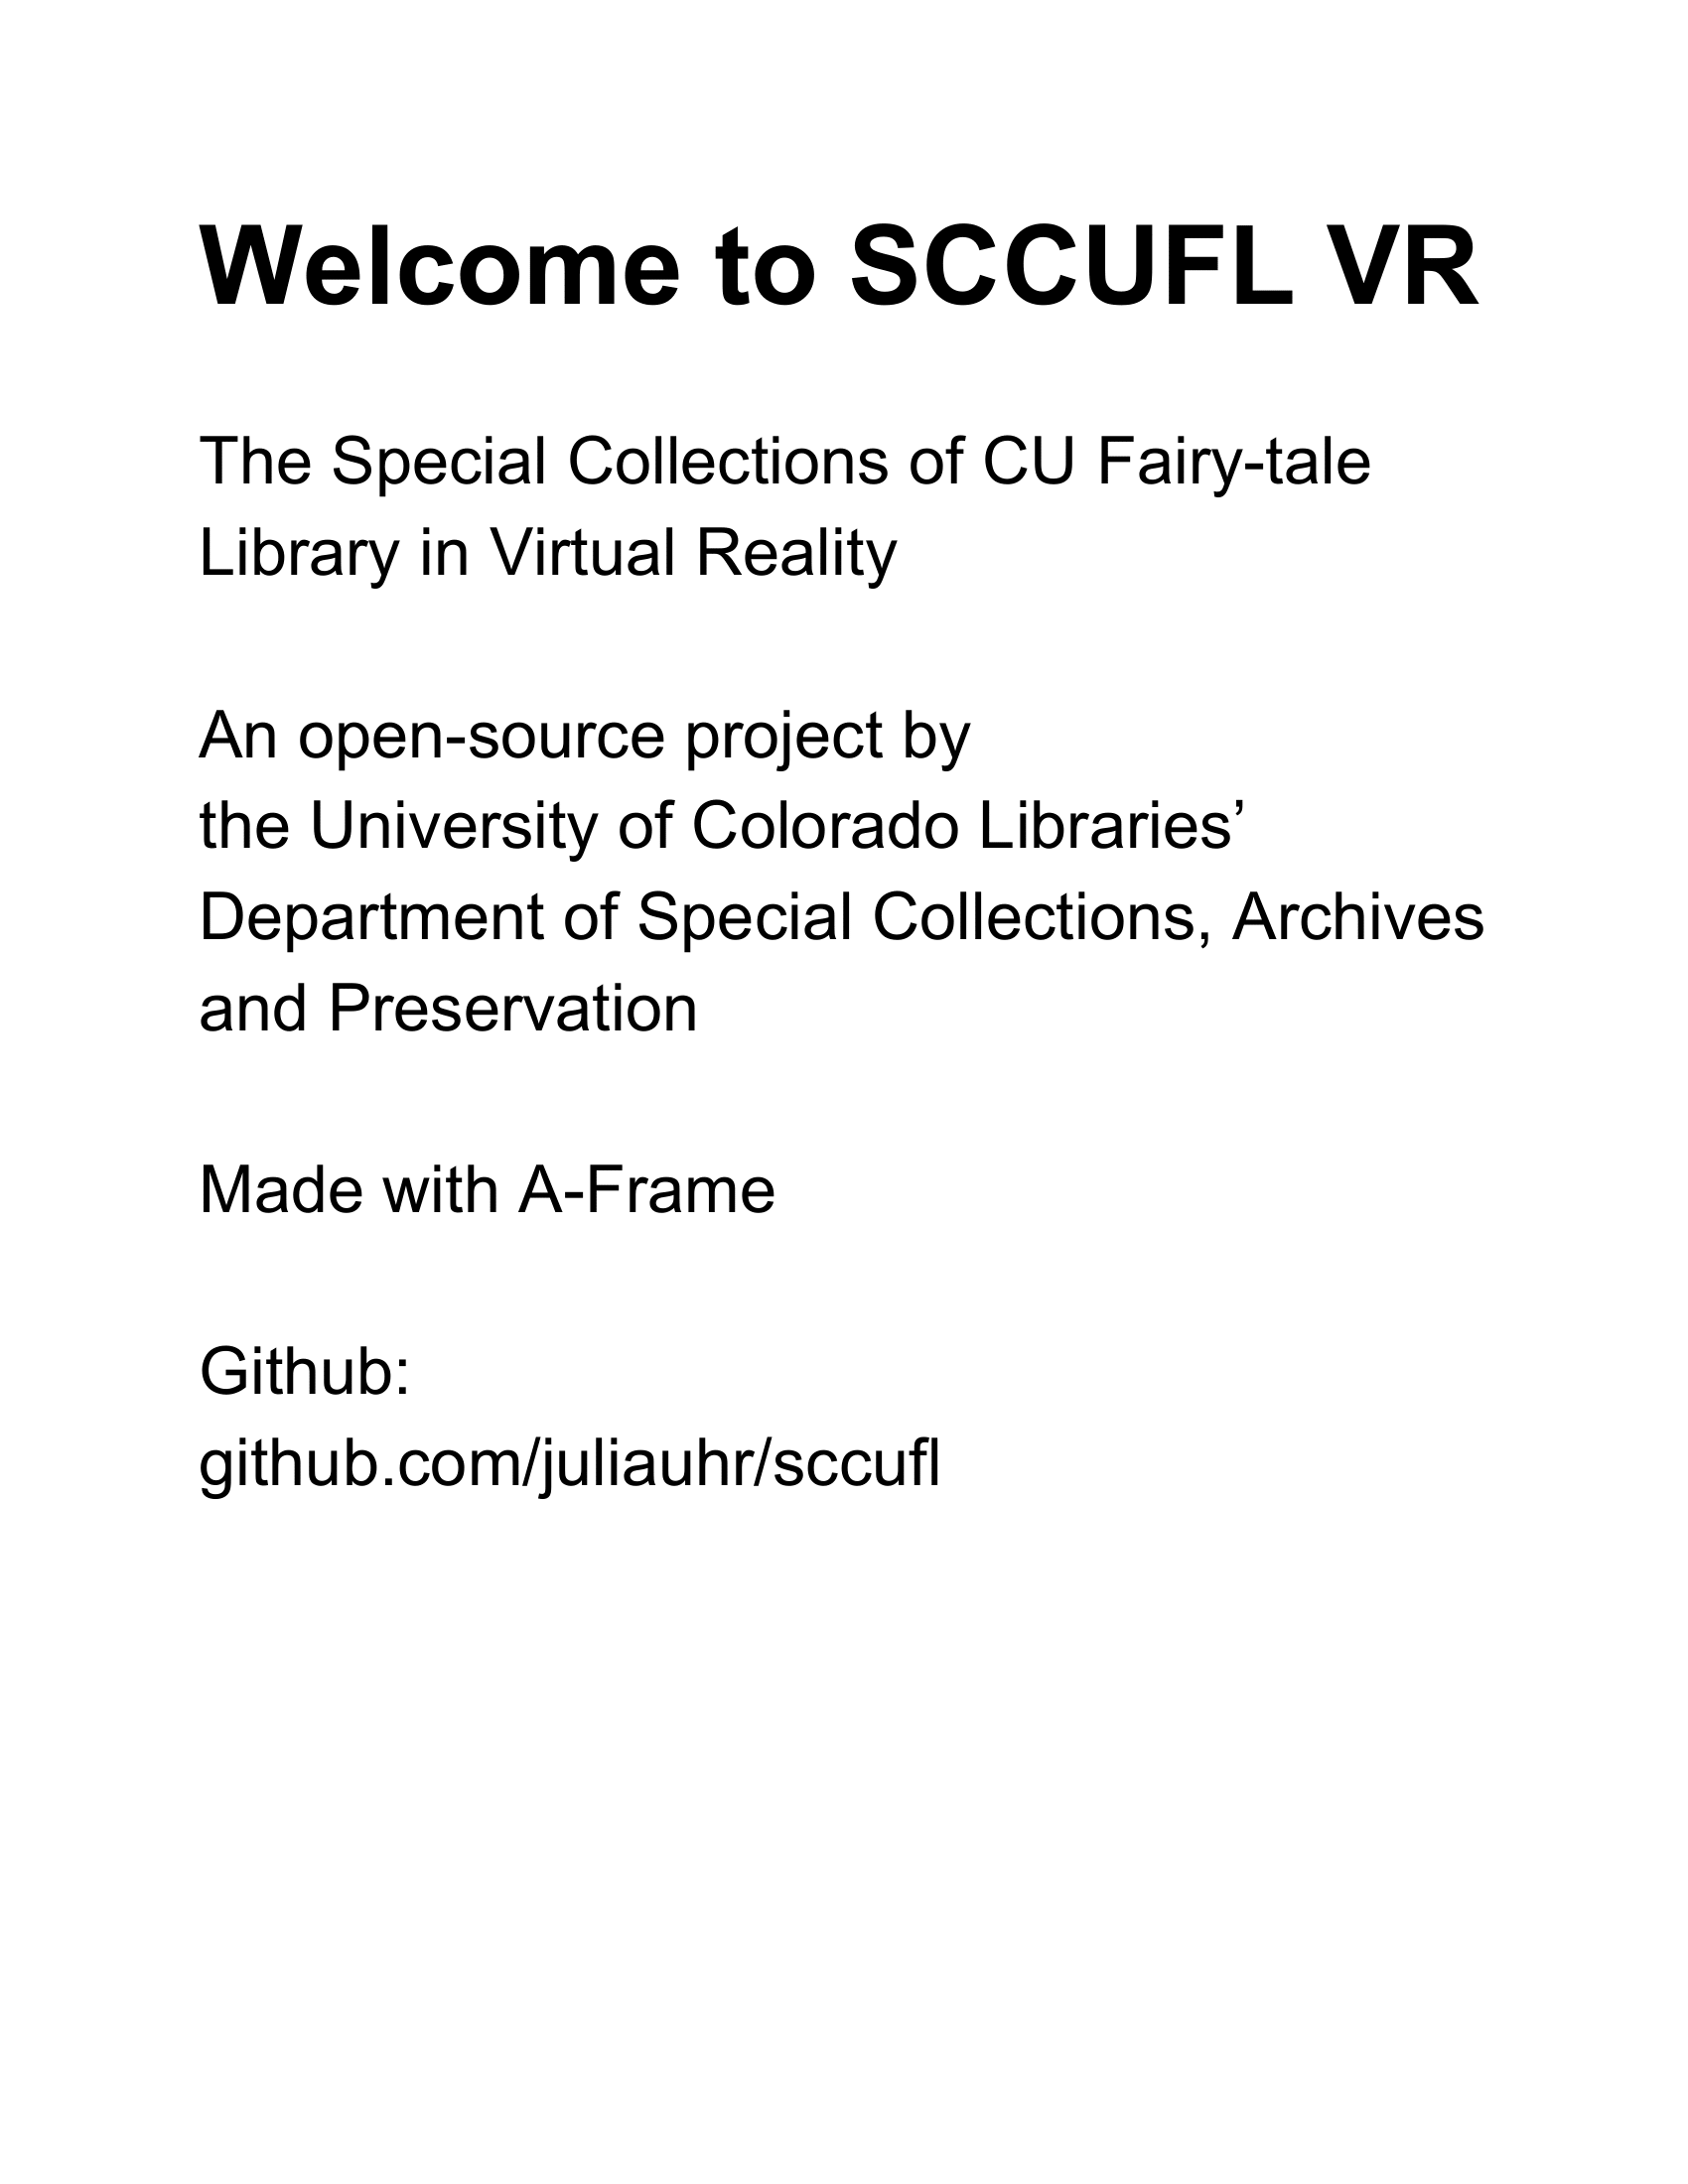 Welcome to SCCUFL VR
The Special Collections of CU Fairy-tale
Library in Virtual Reality
An open-source project by
the University of Colorado Libraries’
Department of Special Collections, Archives
and Preservation
Made with A-Frame
Github:
github.com/juliauhr/sccufl